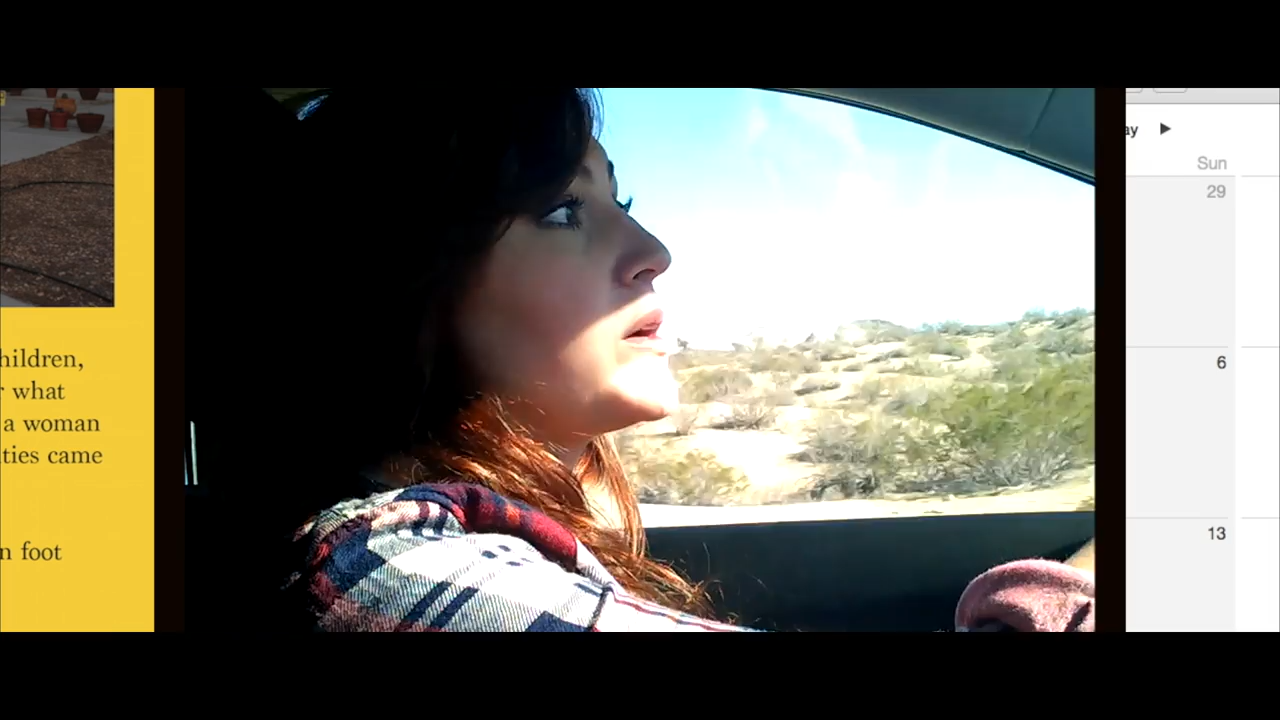 hildren,
what
a woman
ties came
n foot
ay
Sun
29
6
13